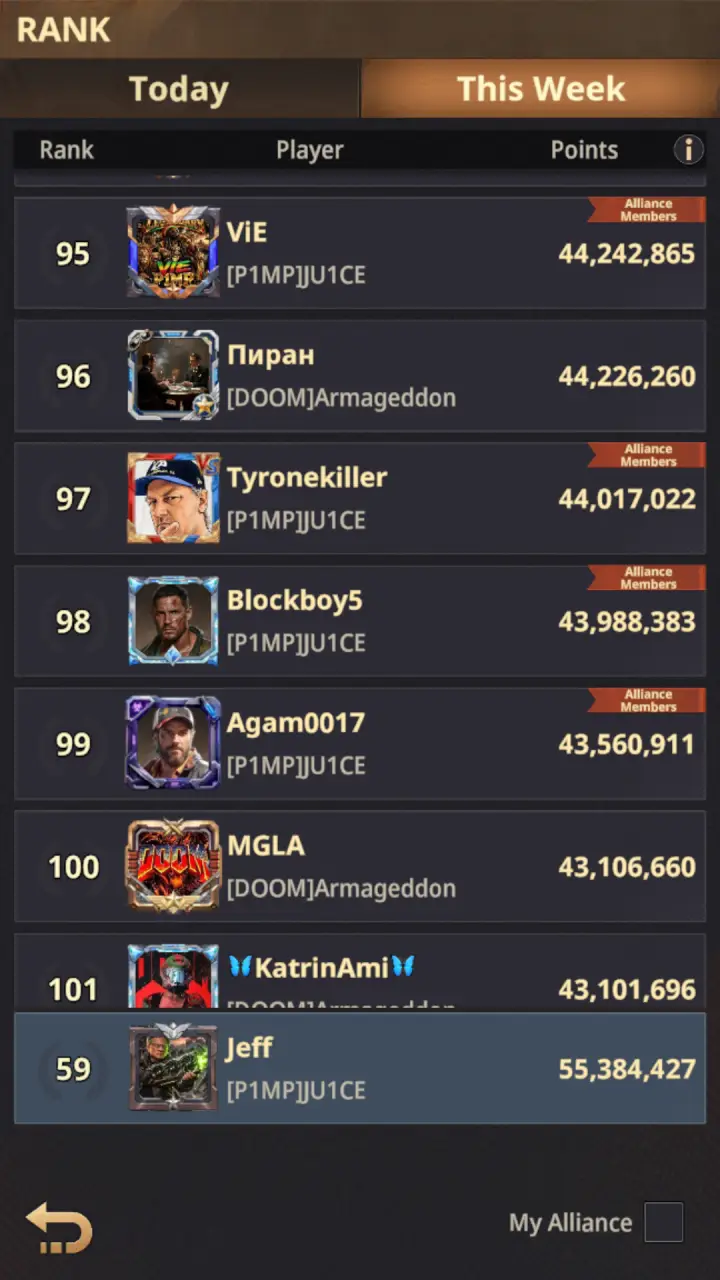 RANK
Today
This Week
Rank
Player
Points
Alliance
Members
95
ViE
[P1MP]JU1CE
44,242,865
96
Пиран
[DOOM]Armageddon
44,226,260
Alliance
Members
97
Tyronekiller
[P1MP]JU1CE
44,017,022
Alliance
Members
98
Blockboy5
[P1MP]JU1CE
43,988,383
Alliance
Members
99
Agam0017
[P1MP]JU1CE
43,560,911
100
DOOM
MGLA
[DOOM]Armageddon
43,106,660
101
🦋KatrinAmi🦋
[DOOM]Armageddon
43,101,696
59
Jeff
[P1MP]JU1CE
55,384,427
My Alliance